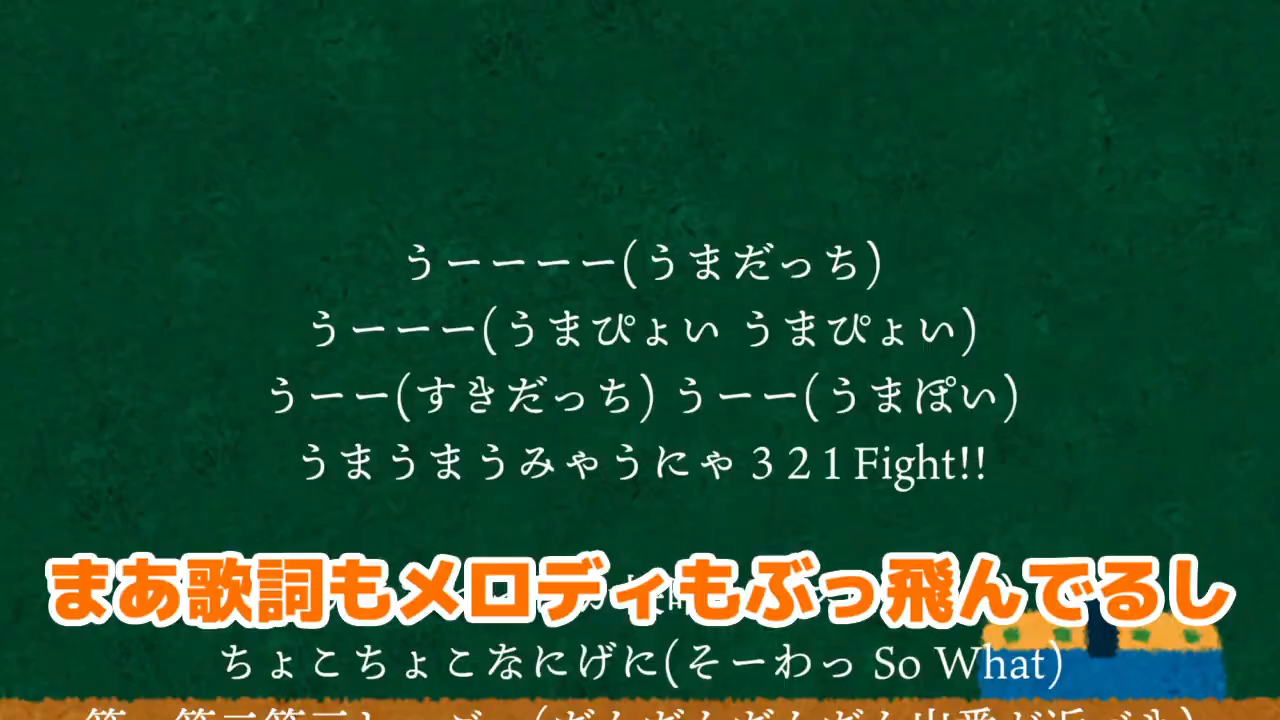 うーーーー(うまだっち)
うーーー(うまぴょい うまぴょい)
うーー(すきだっち) うーー(うまぽい)
うまうまうみゃうにゃ 3 2 1 Fight!!
まあ歌詞もメロディもぶっ飛んでるし
ちょこちょこなにげに(そーわっ So What)